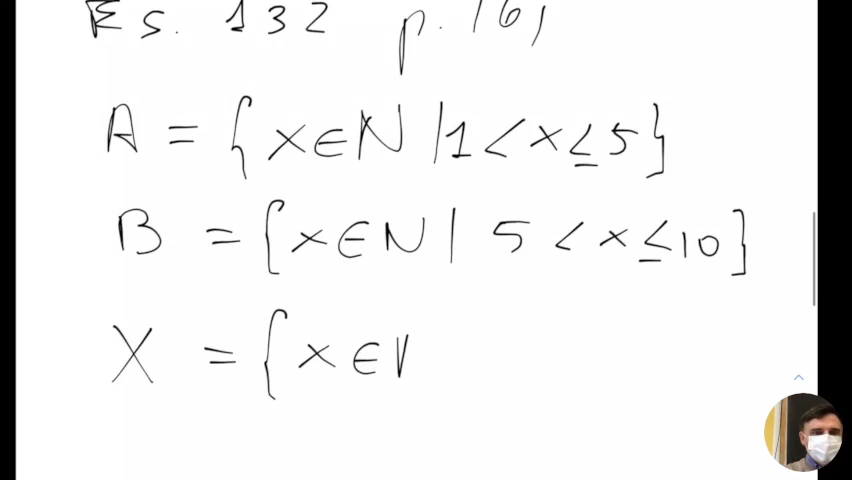 Es. 132 p. 161
A = {x∈N | 1 < x ≤ 5}
B = {x∈N | 5 < x ≤ 10}
X = {x ∈